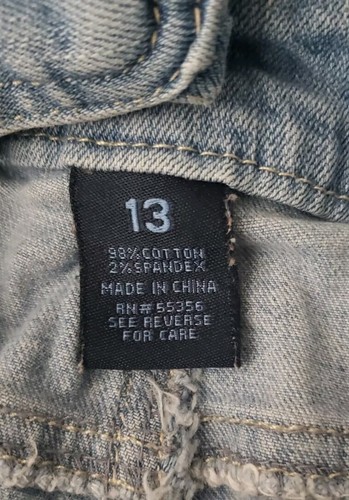 13
98% COTTON
2% SPANDEX
MADE IN CHINA
RN# 55356
SEE REVERSE
FOR CARE